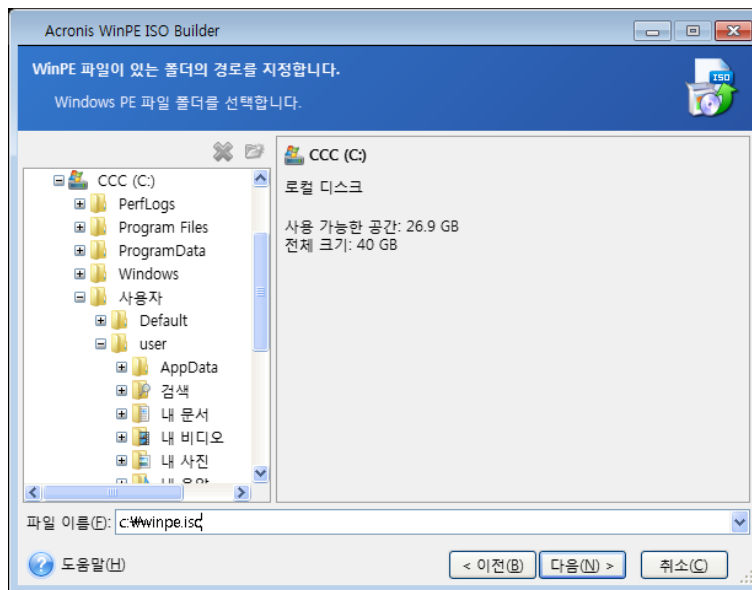 Acronis WinPE ISO Builder
WinPE 파일이 있는 폴더의 경로를 지정합니다.
Windows PE 파일 폴더를 선택합니다.
ISO
CCC (C:)
PerfLogs
Program Files
ProgramData
Windows
사용자
Default
user
AppData
검색
내 문서
내 비디오
내 사진
CCC (C:)
로컬 디스크
사용 가능한 공간: 26.9 GB
전체 크기: 40 GB
파일 이름(F): c:₩winpe.iso
도움말(H)
< 이전(B) 다음(N) > 취소(C)